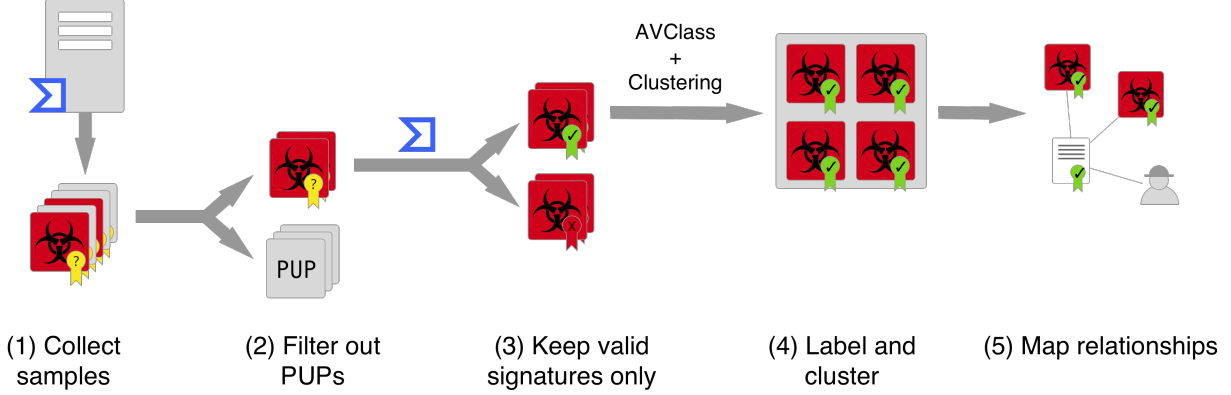 AVClass
+
Clustering
?
?
PUP
✓
X
✓
✓
✓
✓
✓
✓
✓
(1) Collect
samples
(2) Filter out
PUPs
(3) Keep valid
signatures only
(4) Label and
cluster
(5) Map relationships